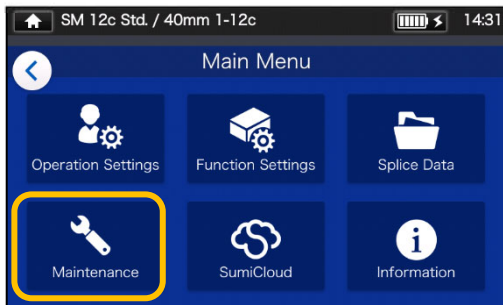 SM 12c Std. / 40mm 1-12c 14:31
Main Menu
Operation Settings Function Settings Splice Data
Maintenance SumiCloud Information